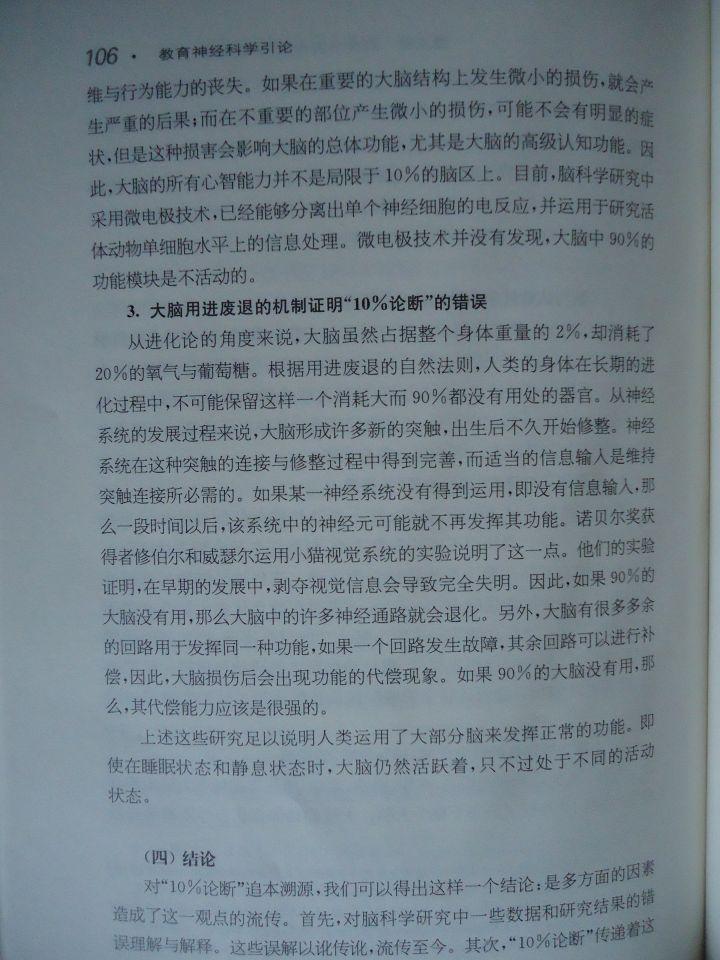 106 · 教育神经科学引论
维与行为能力的丧失。如果在重要的大脑结构上发生微小的损伤,就会产
生严重的后果;而在不重要的部位产生微小的损伤,可能不会有明显的症
状,但是这种损害会影响大脑的总体功能,尤其是大脑的高级认知功能。因
此,大脑的所有心智能力并不是局限于10%的脑区上。目前,脑科学研究中
采用微电极技术,已经能够分离出单个神经细胞的电反应,并运用于研究活
体动物单细胞水平上的信息处理。微电极技术并没有发现,大脑中90%的
功能模块是不活动的。
3. 大脑用进废退的机制证明“10%论断”的错误
从进化论的角度来说,大脑虽然占据整个身体重量的2%,却消耗了
20%的氧气与葡萄糖。根据用进废退的自然法则,人类的身体在长期的进
化过程中,不可能保留这样一个消耗大而90%都没有用处的器官。从神经
系统的发展过程来说,大脑形成许多新的突触,出生后不久开始修整。神经
系统在这种突触的连接与修整过程中得到完善,而适当的信息输入是维持
突触连接所必需的。如果某一神经系统没有得到运用,即没有信息输入,那
么一段时间以后,该系统中的神经元可能就不再发挥其功能。诺贝尔奖获
得者修伯尔和威瑟尔运用小猫视觉系统的实验说明了这一点。他们的实验
证明,在早期的发展中,剥夺视觉信息会导致完全失明。因此,如果90%的
大脑没有用,那么大脑中的许多神经通路就会退化。另外,大脑有很多多余
的回路用于发挥同一种功能,如果一个回路发生故障,其余回路可以进行补
偿,因此,大脑损伤后会出现功能的代偿现象。如果90%的大脑没有用,那
么,其代偿能力应该是很强的。
上述这些研究足以说明人类运用了大部分脑来发挥正常的功能。即
使在睡眠状态和静息状态时,大脑仍然活跃着,只不过处于不同的活动
状态。
(四)结论
对“10%论断”追本溯源,我们可以得出这样一个结论:是多方面的因素
造成了这一观点的流传。首先,对脑科学研究中一些数据和研究结果的错
误理解与解释。这些误解以讹传讹,流传至今。其次,“10%论断”传递着这